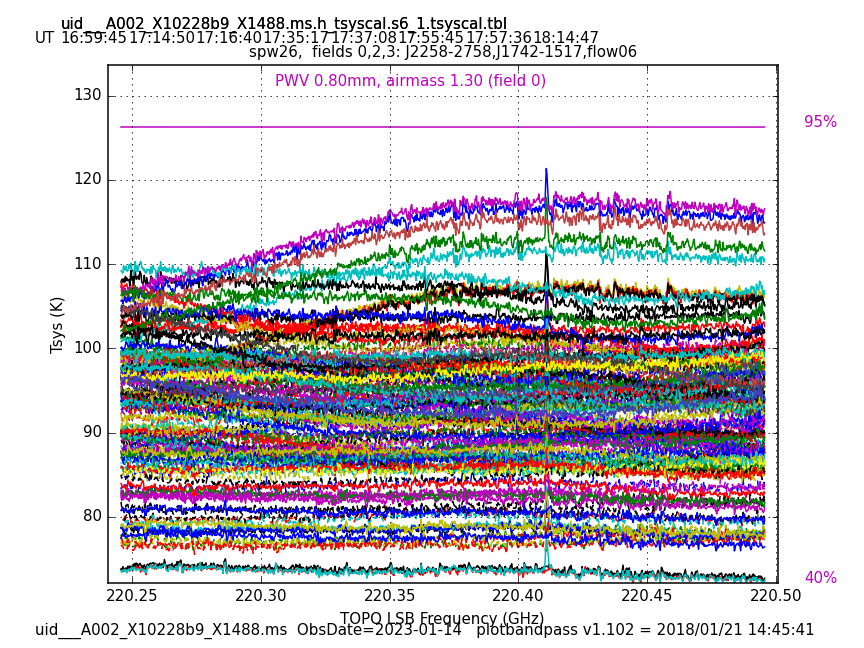 uid___A002_X10228b9_X1488.ms.h_tsyscal.s6_1.tsyscal.tbl
UT 16:59:45 17:14:50 17:16:40 17:35:17 17:37:08 17:55:45 17:57:36 18:14:47
spw26, fields 0,2,3: J2258-2758,J1742-1517,flow06
PWV 0.80mm, airmass 1.30 (field 0)
130
95%
120
110
Tsys (K)
100
90
80
40%
220.25 220.30 220.35 220.40 220.45 220.50
TOPO LSB Frequency (GHz)
uid___A002_X10228b9_X1488.ms ObsDate=2023-01-14 plotbandpass v1.102 = 2018/01/21 14:45:41